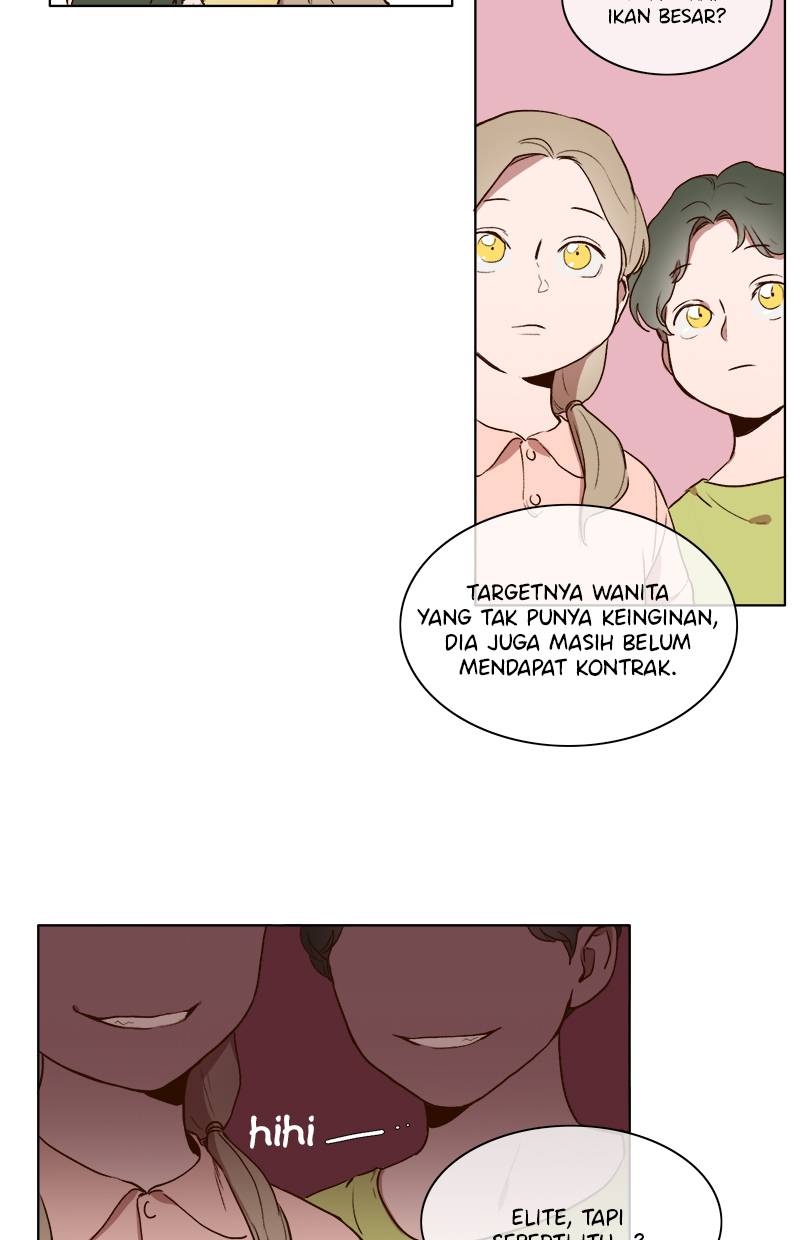 IKAN BESAR?
TARGETNYA WANITA
YANG TAK PUNYA KEINGINAN,
DIA JUGA MASIH BELUM
MENDAPAT KONTRAK.
hihi
ELITE, TAPI